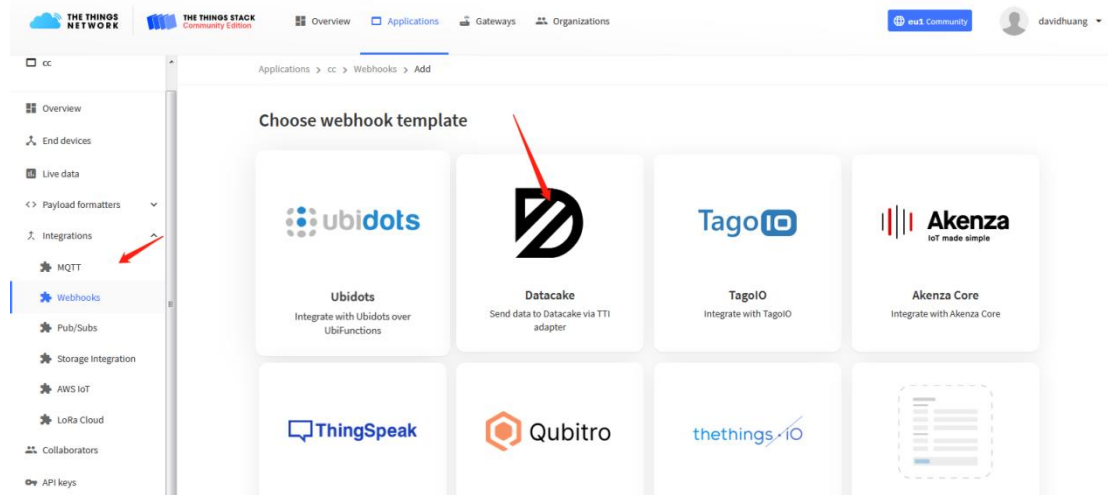 THE THINGS
NETWORK
THE THINGS STACK
Community Edition
Overview
Applications
Gateways
Organizations
eu1 Community
davidhuang
cc
Overview
End devices
Live data
Payload formatters
Integrations
MQTT
Webhooks
Pub/Subs
Storage Integration
AWS IoT
LoRa Cloud
Collaborators
API keys
Applications > cc > Webhooks > Add
Choose webhook template
ubidots
Ubidots
Integrate with Ubidots over
UbiFunctions
Datacake
Send data to Datacake via TTI
adapter
TagoIO
TagoIO
Integrate with TagoIO
Akenza
IoT made simple
Akenza Core
Integrate with Akenza Core
ThingSpeak
Qubitro
thethings.iO